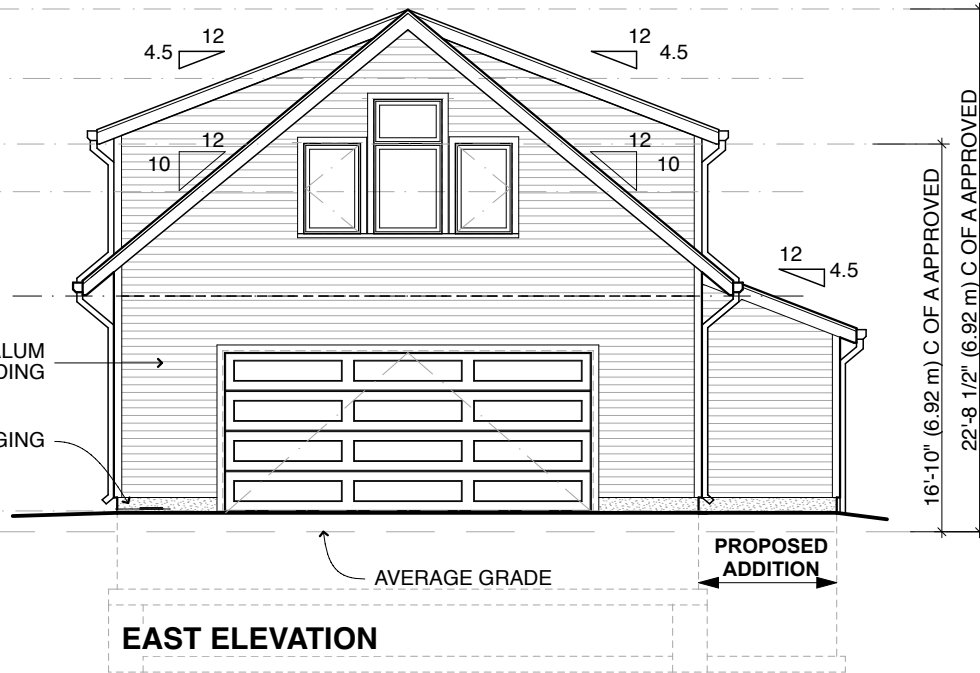 12
4.5
12
4.5
12
10
12
10
12
4.5
ALUM
DING
GING
16'-10" (6.92 m) C OF A APPROVED
22'-8 1/2" (6.92 m) C OF A APPROVED
PROPOSED
ADDITION
AVERAGE GRADE
EAST ELEVATION